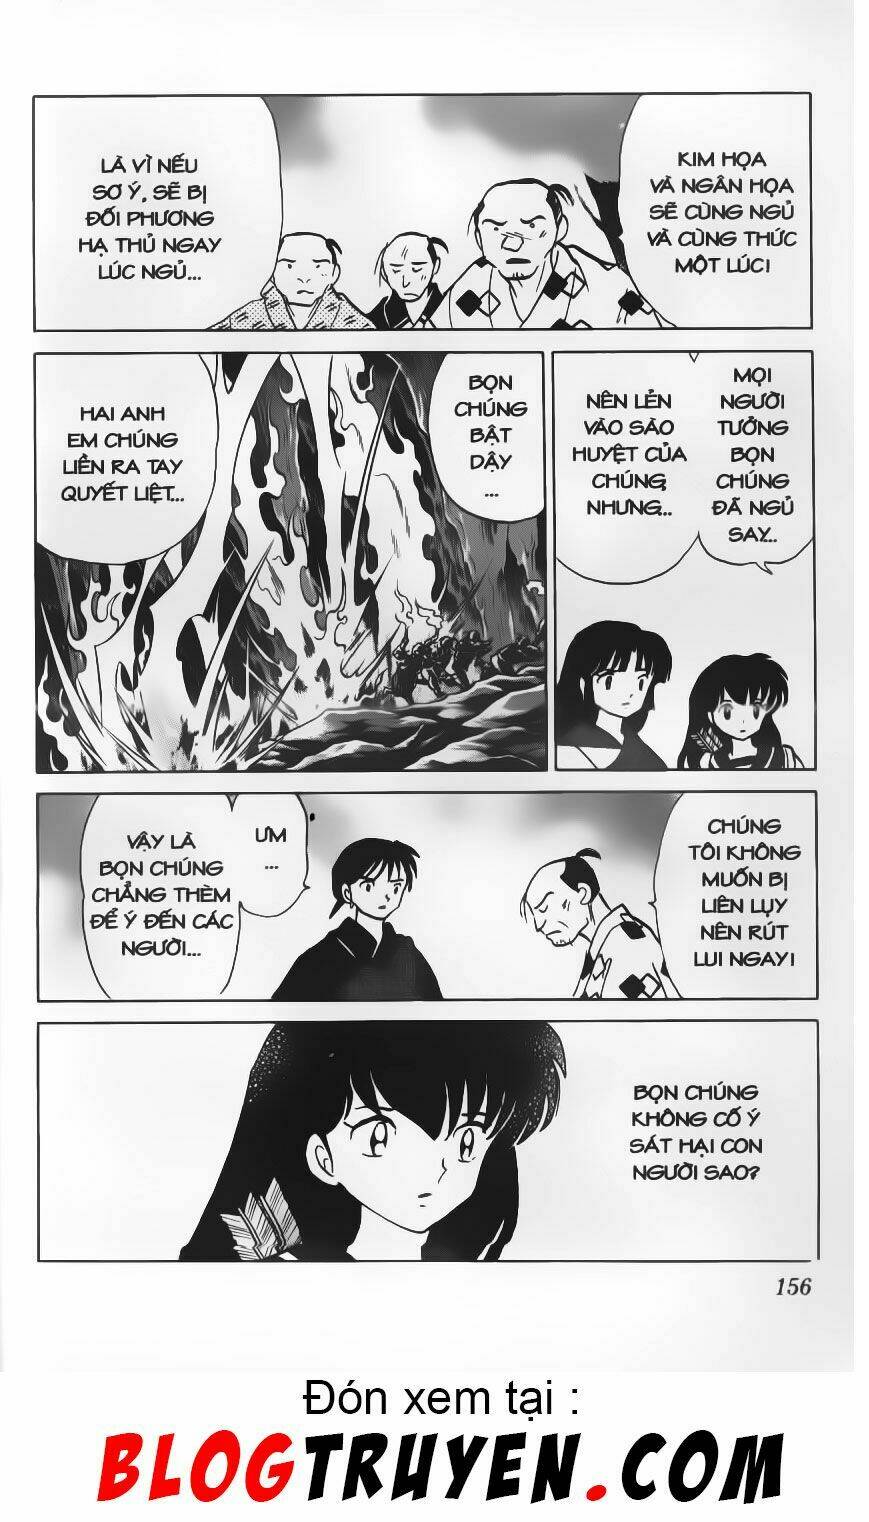 KIM HỌA
VÀ NGÂN HỌA
SẼ CÙNG NGỦ
VÀ CÙNG THỨC
MỘT LÚC!
LÀ VÌ NẾU
SƠ Ý, SẼ BỊ
ĐỐI PHƯƠNG
HẠ THỦ NGAY
LÚC NGỦ...
MỌI
NGƯỜI
TƯỞNG
BỌN
CHÚNG
ĐÃ NGỦ
SAY...
NÊN LẺN
VÀO SÀO
HUYỆT CỦA
CHÚNG,
NHƯNG...
BỌN
CHÚNG
BẬT
DẬY
...
HAI ANH
EM CHÚNG
LIỀN RA TAY
QUYẾT LIỆT...
CHÚNG
TÔI KHÔNG
MUỐN BỊ
LIÊN LỤY
NÊN RÚT
LUI NGAY!
ƯM
...
VẬY LÀ
BỌN CHÚNG
CHẲNG THÈM
ĐỂ Ý ĐẾN CÁC
NGƯỜI...
BỌN CHÚNG
KHÔNG CỐ Ý
SÁT HẠI CON
NGƯỜI SAO?
156
Đón xem tại :
BLOGTRUYEN.COM